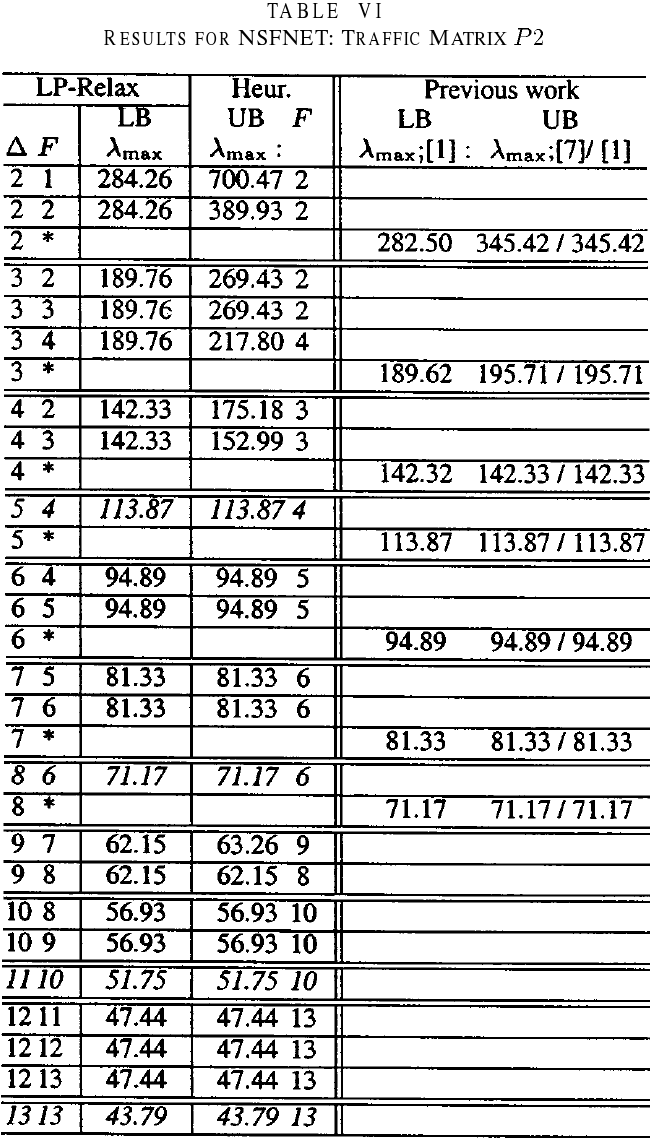 TABLE VI
RESULTS FOR NSFNET: TRAFFIC MATRIX P2
LP-Relax Heur. Previous work
LB UB F LB UB
Δ F λmax λmax : λmax;[1] : λmax;[7]/ [1]
2 1 284.26 700.47 2
2 2 284.26 389.93 2
2 * 282.50 345.42 / 345.42
3 2 189.76 269.43 2
3 3 189.76 269.43 2
3 4 189.76 217.80 4
3 * 189.62 195.71 / 195.71
4 2 142.33 175.18 3
4 3 142.33 152.99 3
4 * 142.32 142.33 / 142.33
5 4 113.87 113.87 4
5 * 113.87 113.87 / 113.87
6 4 94.89 94.89 5
6 5 94.89 94.89 5
6 * 94.89 94.89 / 94.89
7 5 81.33 81.33 6
7 6 81.33 81.33 6
7 * 81.33 81.33 / 81.33
8 6 71.17 71.17 6
8 * 71.17 71.17 / 71.17
9 7 62.15 63.26 9
9 8 62.15 62.15 8
10 8 56.93 56.93 10
10 9 56.93 56.93 10
11 10 51.75 51.75 10
12 11 47.44 47.44 13
12 12 47.44 47.44 13
12 13 47.44 47.44 13
13 13 43.79 43.79 13